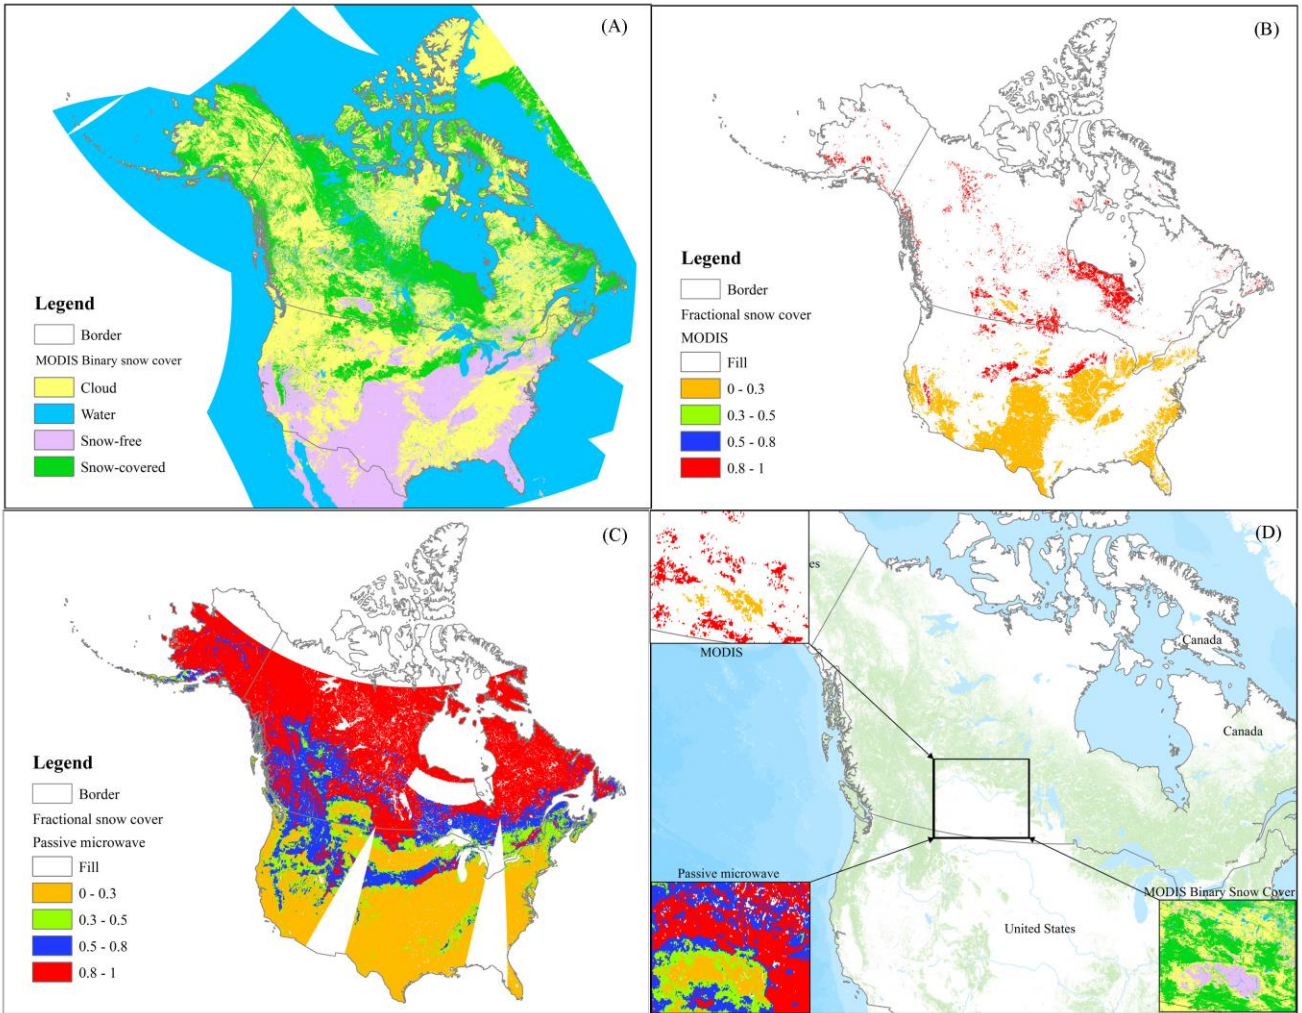 (A)
Legend
Border
MODIS Binary snow cover
Cloud
Water
Snow-free
Snow-covered
(B)
Legend
Border
Fractional snow cover
MODIS
Fill
0 - 0.3
0.3 - 0.5
0.5 - 0.8
0.8 - 1
(C)
Legend
Border
Fractional snow cover
Passive microwave
Fill
0 - 0.3
0.3 - 0.5
0.5 - 0.8
0.8 - 1
(D)
es
MODIS
Canada
Canada
Passive microwave
MODIS Binary Snow Cover
United States